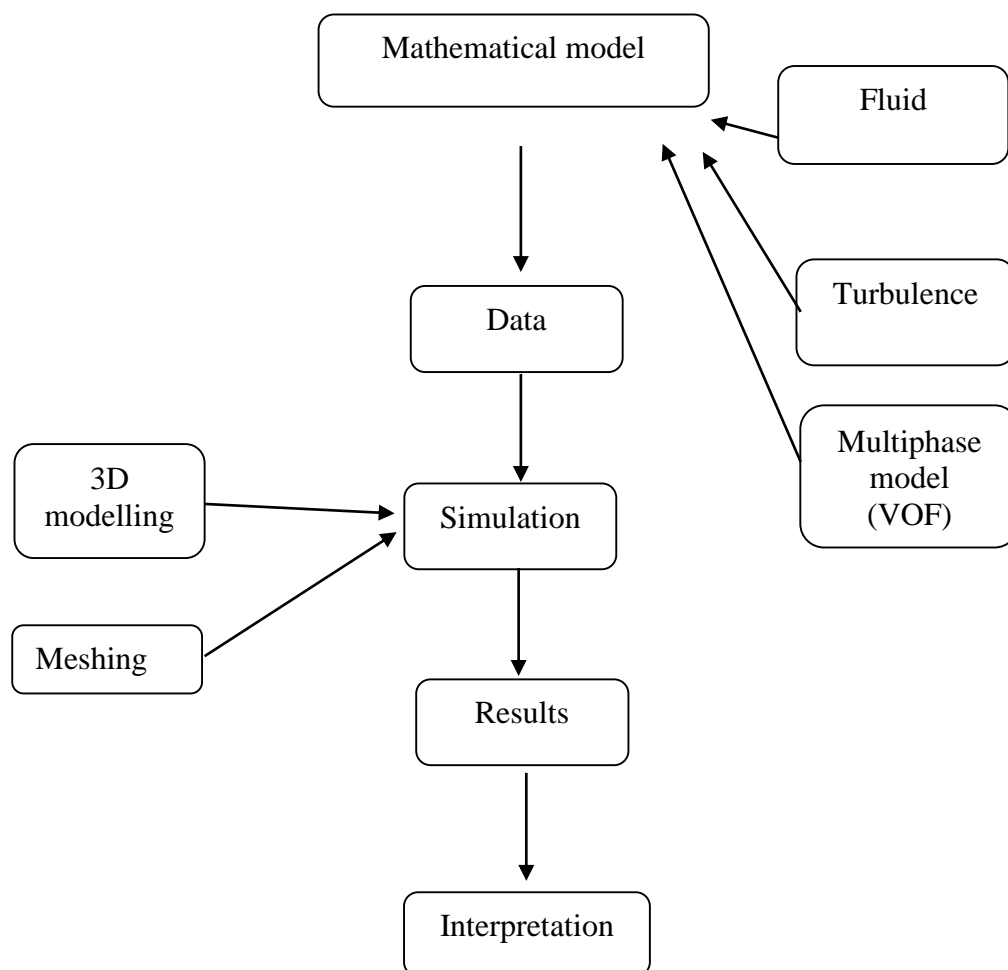 Mathematical model
Fluid
Turbulence
Data
Multiphase
model
(VOF)
3D
modelling
Simulation
Meshing
Results
Interpretation